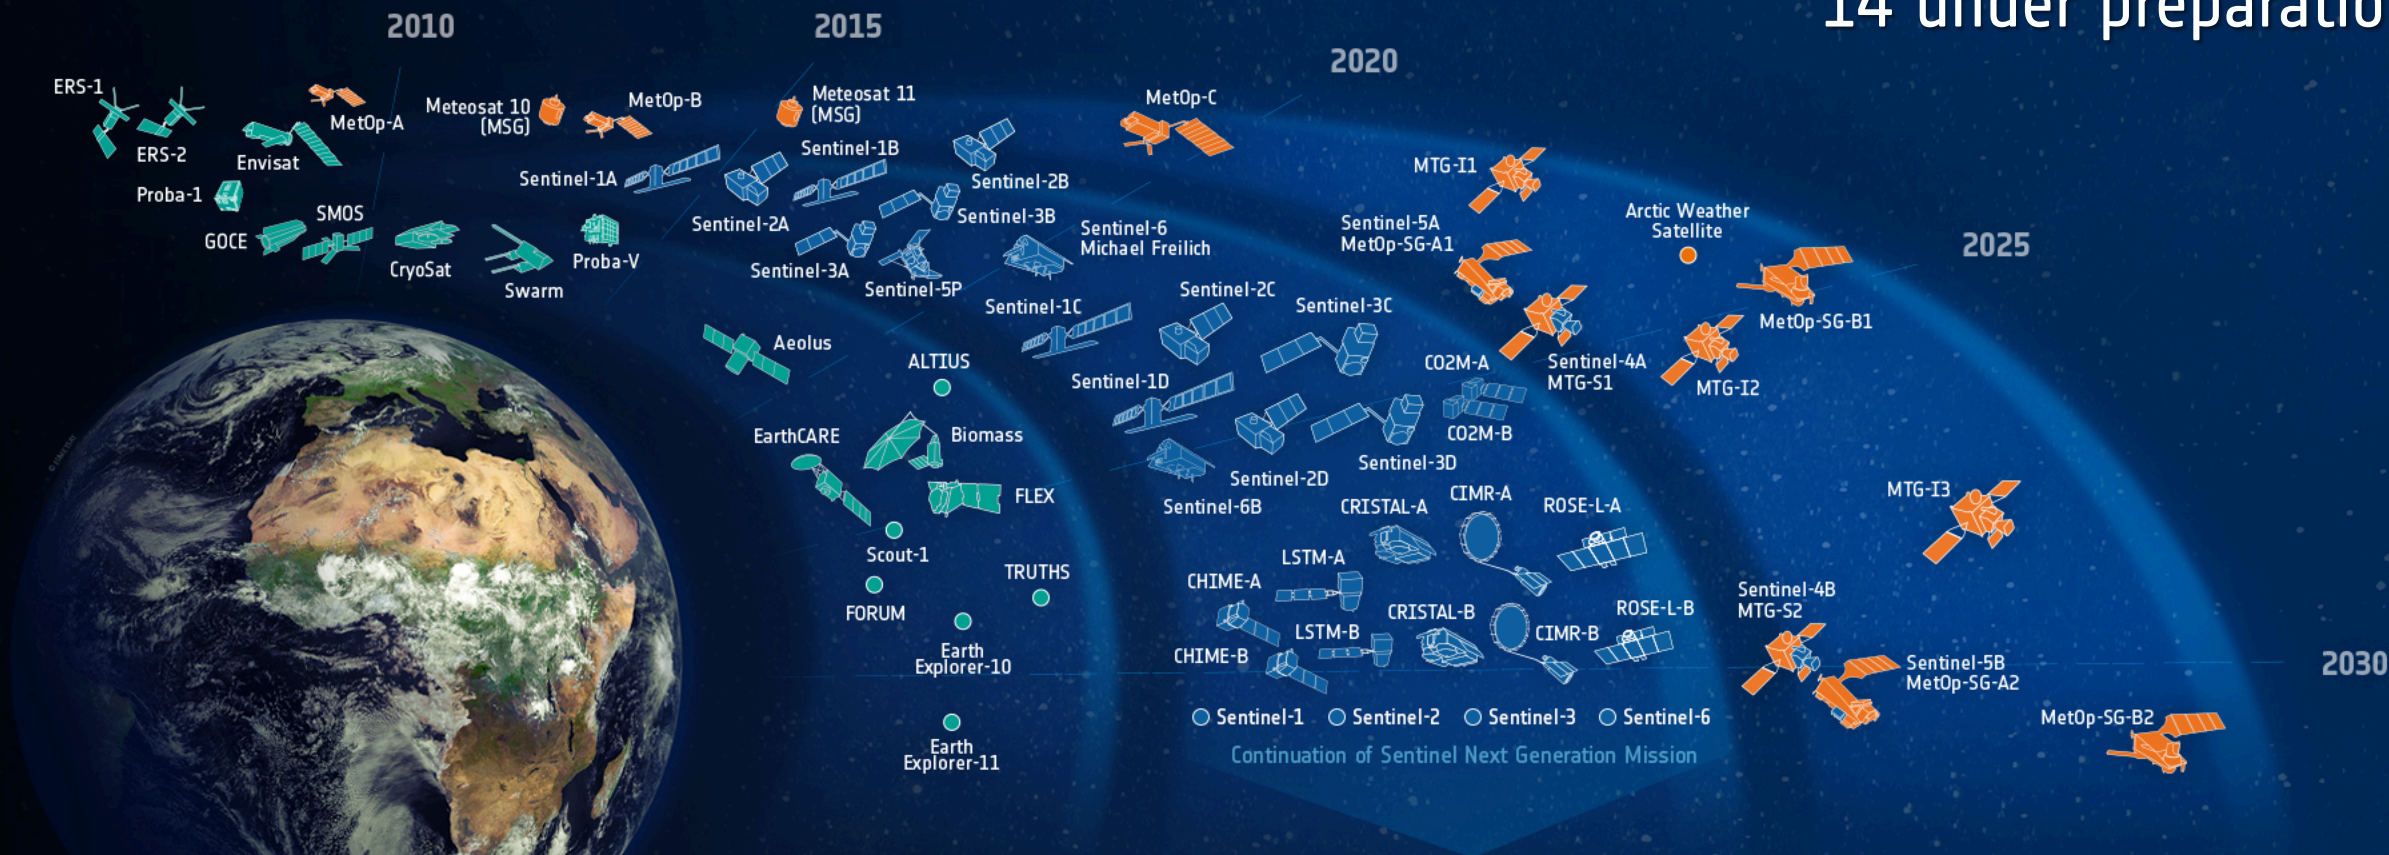 14 under preparatio
2010
2015
2020
2025
2030
ERS-1
ERS-2
MetOp-A
Envisat
Proba-1
GOCE
SMOS
CryoSat
Swarm
Proba-V
Meteosat 10
(MSG)
MetOp-B
Meteosat 11
(MSG)
MetOp-C
Sentinel-1A
Sentinel-1B
Sentinel-2A
Sentinel-2B
Sentinel-3A
Sentinel-3B
Sentinel-5P
Sentinel-6
Michael Freilich
MTG-I1
Sentinel-5A
MetOp-SG-A1
Arctic Weather
Satellite
MetOp-SG-B1
Sentinel-4A
MTG-S1
MTG-I2
Sentinel-1C
Sentinel-2C
Sentinel-3C
Sentinel-1D
Sentinel-2D
Sentinel-3D
Sentinel-6B
CO2M-A
CO2M-B
Aeolus
ALTIUS
EarthCARE
Biomass
FLEX
Scout-1
FORUM
TRUTHS
Earth
Explorer-10
Earth
Explorer-11
CRISTAL-A
CIMR-A
ROSE-L-A
LSTM-A
CHIME-A
CRISTAL-B
CIMR-B
ROSE-L-B
LSTM-B
CHIME-B
Sentinel-1
Sentinel-2
Sentinel-3
Sentinel-6
Continuation of Sentinel Next Generation Mission
MTG-I3
Sentinel-4B
MTG-S2
Sentinel-5B
MetOp-SG-A2
MetOp-SG-B2